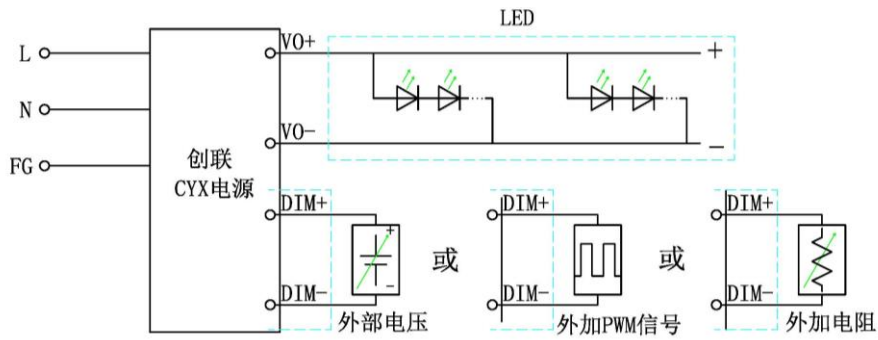 LED
L
VO+
+
N
VO-
-
FG
创联
CYX电源
DIM+
DIM+
DIM+
+
-
或
或
DIM-
DIM-
DIM-
外部电压
外加PWM信号
外加电阻